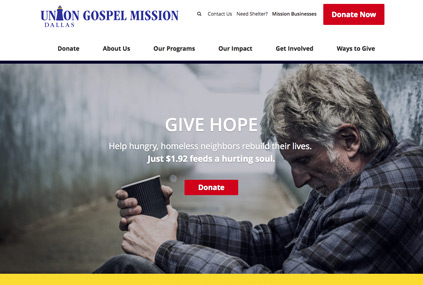 UNION GOSPEL MISSION
DALLAS
Contact Us Need Shelter? Mission Businesses
Donate Now
Donate About Us Our Programs Our Impact Get Involved Ways to Give
GIVE HOPE
Help hungry, homeless neighbors rebuild their lives.
Just $1.92 feeds a hurting soul.
Donate